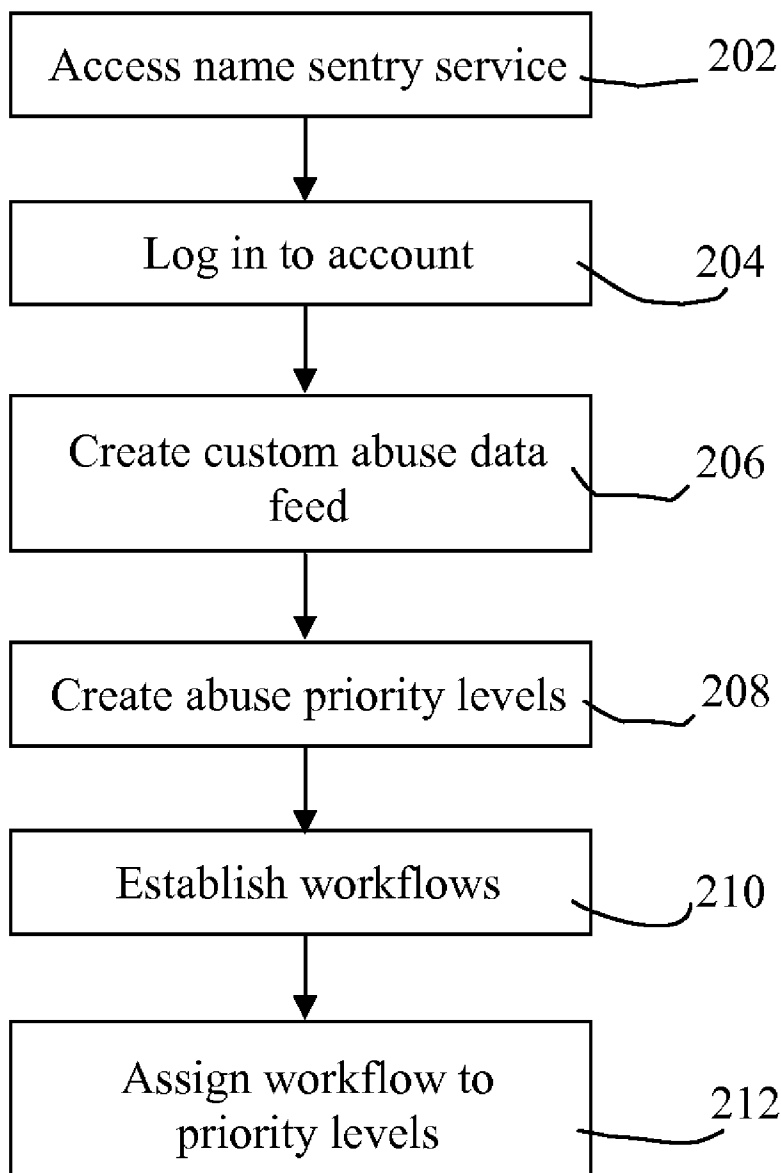 Access name sentry service
202
Log in to account
204
Create custom abuse data
feed
206
Create abuse priority levels
208
Establish workflows
210
Assign workflow to
priority levels
212